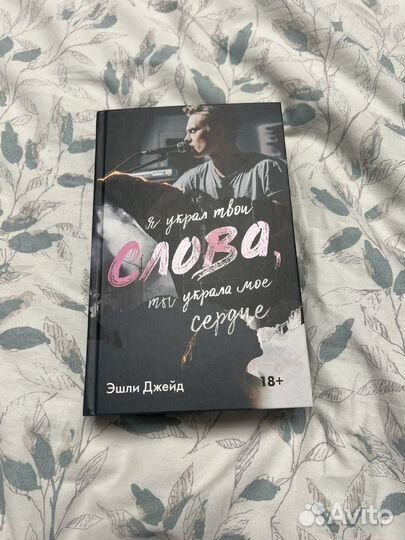 я украл твои
СЛОВА,
ты украла мое
сердце
Эшли Джейд
18+
Avito